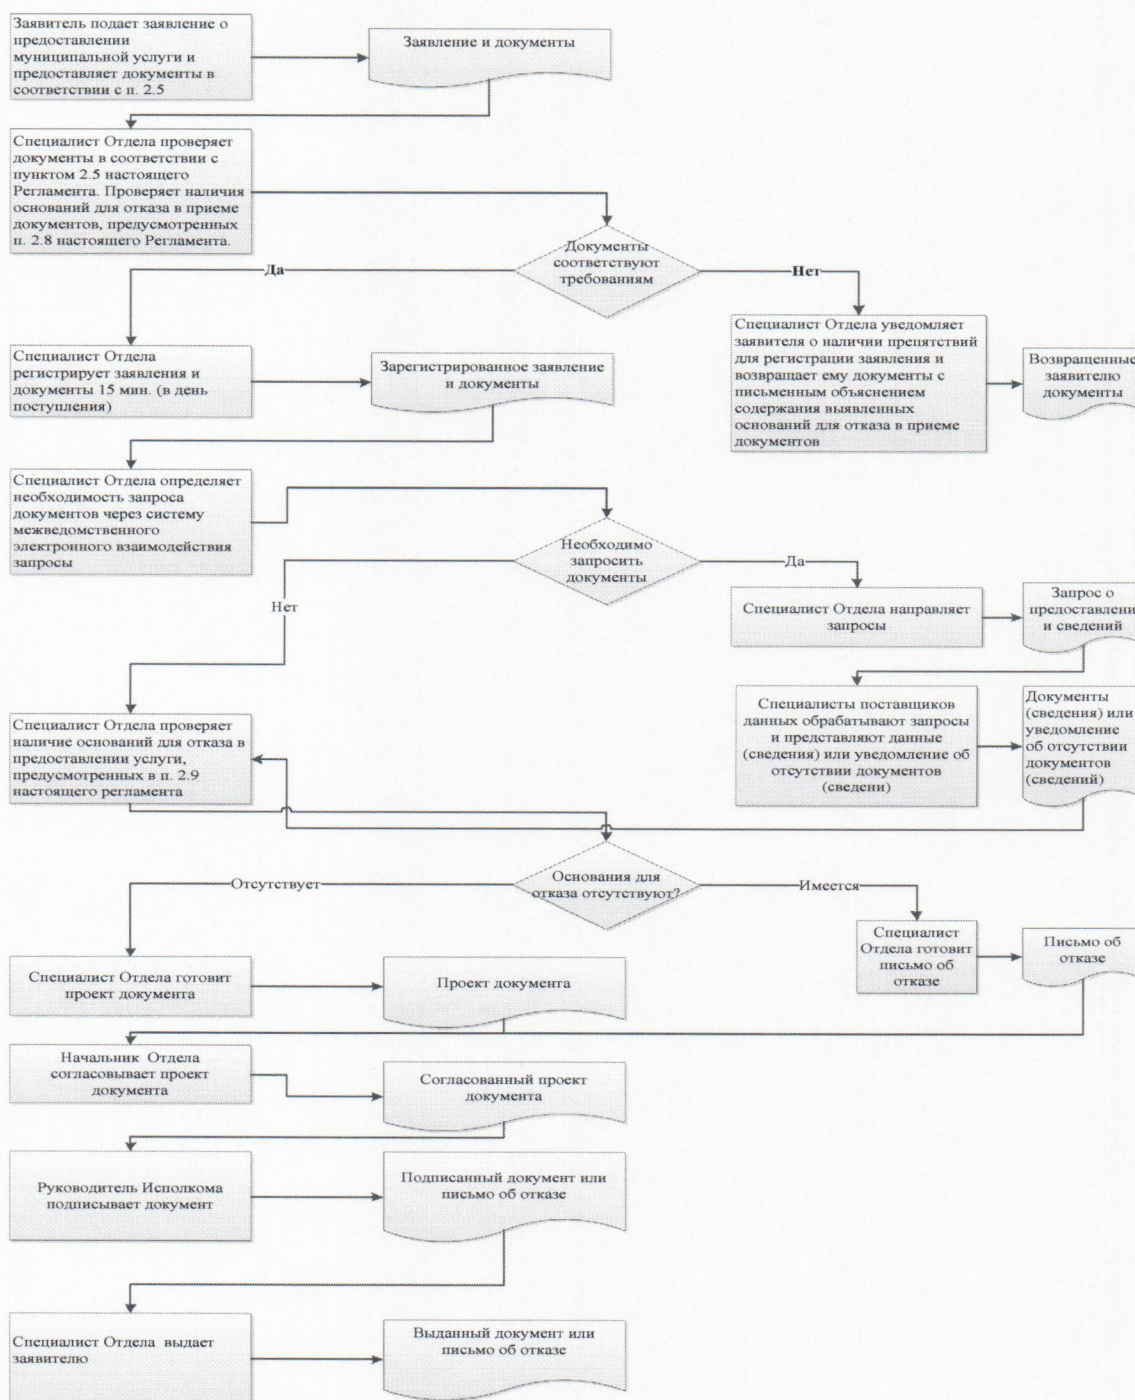 Заявитель подает заявление о
предоставлении
муниципальной услуги и
предоставляет документы в
соответствии с п. 2.5
Заявление и документы
Специалист Отдела проверяет
документы в соответствии с
пунктом 2.5 настоящего
Регламента. Проверяет наличия
оснований для отказа в приеме
документов, предусмотренных
п. 2.8 настоящего Регламента.
Документы
соответствуют
требованиям
Да
Нет
Специалист Отдела
регистрирует заявления и
документы 15 мин. (в день
поступления)
Зарегистрированное заявление
и документы
Специалист Отдела уведомляет
заявителя о наличии препятствий
для регистрации заявления и
возвращает ему документы с
письменным объяснением
содержания выявленных
оснований для отказа в приеме
документов
Возвращенные
заявителю
документы
Специалист Отдела определяет
необходимость запроса
документов через систему
межведомственного
электронного взаимодействия
запросы
Необходимо
запросить
документы
Нет
Да
Специалист Отдела направляет
запросы
Запрос о
предоставлени
и сведений
Специалисты поставщиков
данных обрабатывают запросы
и представляют данные
(сведения) или уведомление об
отсутствии документов
(сведени)
Документы
(сведения) или
уведомление
об отсутствии
документов
(сведений)
Специалист Отдела проверяет
наличие оснований для отказа в
предоставлении услуги,
предусмотренных в п. 2.9
настоящего регламента
Основания для
отказа отсутствуют?
Отсутствует
Имеется
Специалист
Отдела готовит
письмо об
отказе
Письмо об
отказе
Специалист Отдела готовит
проект документа
Проект документа
Начальник Отдела
согласовывает проект
документа
Согласованный проект
документа
Руководитель Исполкома
подписывает документ
Подписанный документ или
письмо об отказе
Специалист Отдела выдает
заявителю
Выданный документ или
письмо об отказе